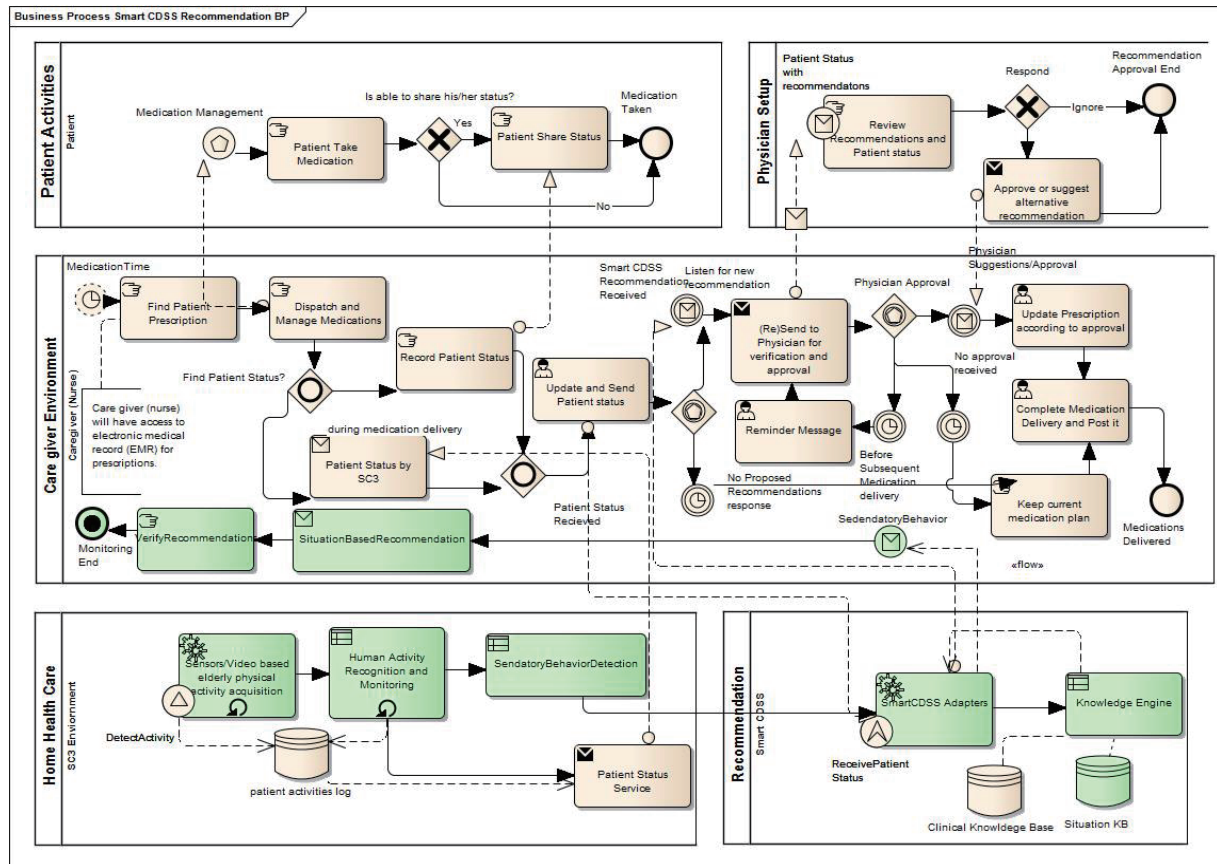 Business Process Smart CDSS Recommendation BP
Patient Activities
Patient
Medication Management
Patient Take
Medication
Is able to share his/her status?
Yes
No
Patient Share Status
Medication
Taken
Physician Setup
Patient Status
with
recommendatons
Review
Recommendations and
Patient status
Respond
Ignore
Recommendation
Approval End
Approve or suggest
alternative
recommendation
Care giver Environment
Caregiver (Nurse)
MedicationTime
Find Patient
Prescription
Dispatch and
Manage Medications
Find Patient Status?
Record Patient Status
Care giver (nurse)
will have access to
electronic medical
record (EMR) for
prescriptions.
during medication delivery
Patient Status by
SC3
Update and Send
Patient status
Patient Status
Recieved
Smart CDSS
Recommendation
Received
Listen for new
recommendation
(Re)Send to
Physician for
verification and
approval
Reminder Message
No Proposed
Recommendations
response
Physician Approval
Physician
Suggestions/Approval
Before
Subsequent
Medication
delivery
No approval
received
Update Prescription
according to approval
Complete Medication
Delivery and Post it
Keep current
medication plan
Medications
Delivered
Monitoring
End
VerifyRecommendations
SituationBasedRecommendation
SedendatoryBehavior
«flow»
Home Health Care
SC3 Enviornment
Sensors/Video based
elderly physical
activity acquisition
DetectActivity
Human Activity
Recognition and
Monitoring
SendatoryBehaviorDetection
patient activities log
Patient Status
Service
Recommendation
Smart CDSS
SmartCDSS Adapters
ReceivePatient
Status
Knowledge Engine
Clinical Knowldege Base
Situation KB